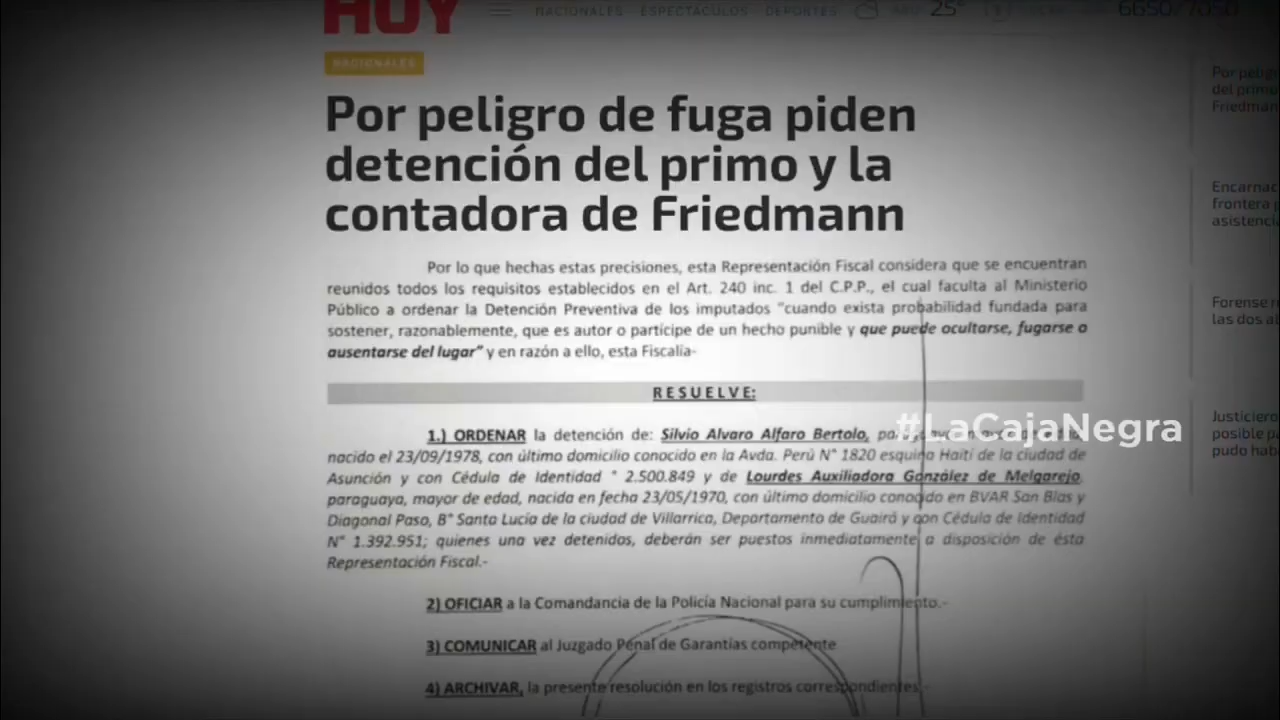 HOY
NACIONALES ESPECTACULOS DEPORTES 25°
NACIONALES
Por peligro de fuga piden
detención del primo y la
contadora de Friedmann
Por lo que hechas estas precisiones, esta Representación Fiscal considera que se encuentran
reunidos todos los requisitos establecidos en el Art. 240 inc. 1 del C.P.P., el cual faculta al Ministerio
Público a ordenar la Detención Preventiva de los imputados "cuando exista probabilidad fundada para
sostener, razonablemente, que es autor o partícipe de un hecho punible y que puede ocultarse, fugarse o
ausentarse del lugar" y en razón a ello, esta Fiscalía-
RESUELVE:
1.) ORDENAR la detención de: Silvio Alvaro Alfaro Bertolo,
#LaCajaNegra
nacido el 23/09/1978, con último domicilio conocido en la Avda. Perú N° 1820 esquina Haití de la ciudad de
Asunción y con Cédula de Identidad ° 2.500.849 y de Lourdes Auxiliadora González de Melgarejo,
paraguaya, mayor de edad, nacida en fecha 23/05/1970, con último domicilio conocido en BVAR San Blas y
Diagonal Paso, B° Santa Lucía de la ciudad de Villarrica, Departamento de Guairá y con Cédula de Identidad
N° 1.392.951; quienes una vez detenidos, deberán ser puestos inmediatamente a disposición de ésta
Representación Fiscal.-
2) OFICIAR a la Comandancia de la Policía Nacional para su cumplimiento.-
3) COMUNICAR al Juzgado Penal de Garantías competente
4) ARCHIVAR, la presente resolución en los registros correspondientes.-
Por pelig
del primo
Friedman
Encarnac
frontera p
asistenci
Forense
las dos a
Justiciero
posible p
pudo hab